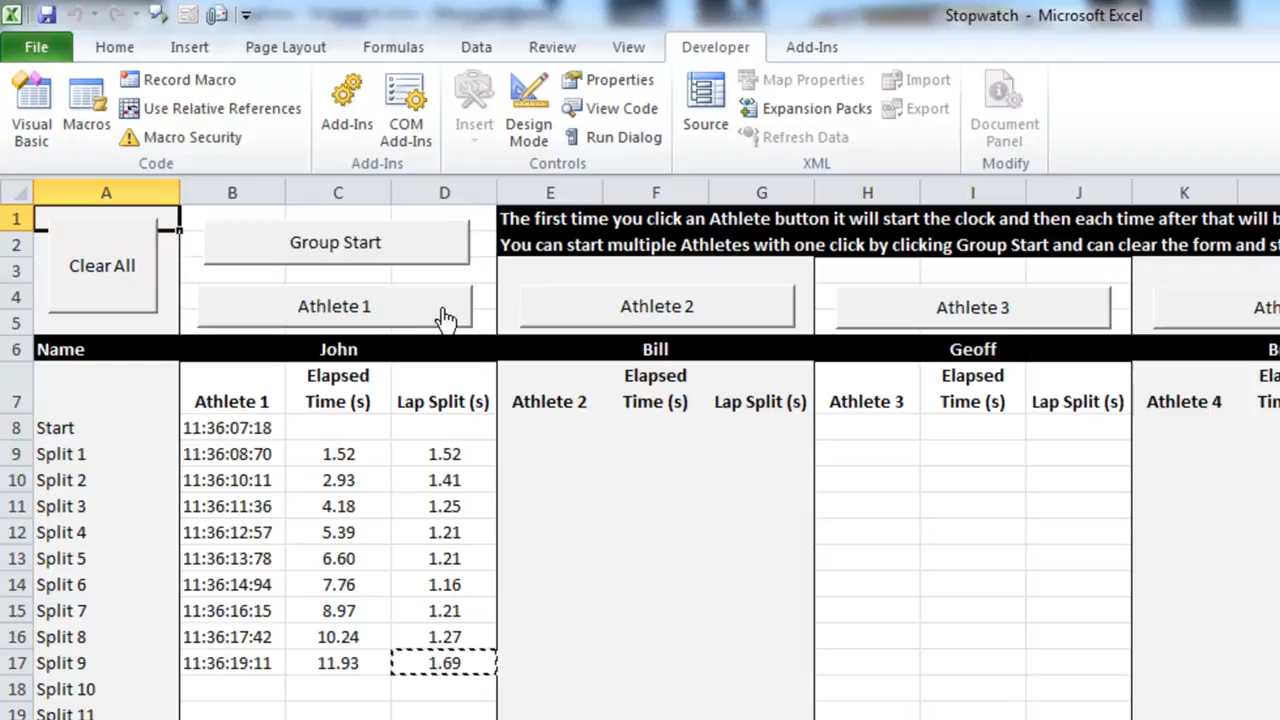 Stopwatch - Microsoft Excel
File Home Insert Page Layout Formulas Data Review View Developer Add-Ins
Visual Basic
Macros
Record Macro
Use Relative References
Macro Security
Code
Add-Ins
COM Add-Ins
Add-Ins
Insert
Design Mode
Properties
View Code
Run Dialog
Controls
Source
Map Properties
Expansion Packs
Refresh Data
Import
Export
XML
Document Panel
Modify
A B C D E F G H I J K
1 The first time you click an Athlete button it will start the clock and then each time after that will b
2 You can start multiple Athletes with one click by clicking Group Start and can clear the form and s
Clear All
Group Start
3
4
5
Athlete 1 Athlete 2 Athlete 3 Ath
6 Name John Bill Geoff B
7 Athlete 1 Elapsed Time (s) Lap Split (s) Athlete 2 Elapsed Time (s) Lap Split (s) Athlete 3 Elapsed Time (s) Lap Split (s) Athlete 4
8 Start 11:36:07:18
9 Split 1 11:36:08:70 1.52 1.52
10 Split 2 11:36:10:11 2.93 1.41
11 Split 3 11:36:11:36 4.18 1.25
12 Split 4 11:36:12:57 5.39 1.21
13 Split 5 11:36:13:78 6.60 1.21
14 Split 6 11:36:14:94 7.76 1.16
15 Split 7 11:36:16:15 8.97 1.21
16 Split 8 11:36:17:42 10.24 1.27
17 Split 9 11:36:19:11 11.93 1.69
18 Split 10
19 Split 11